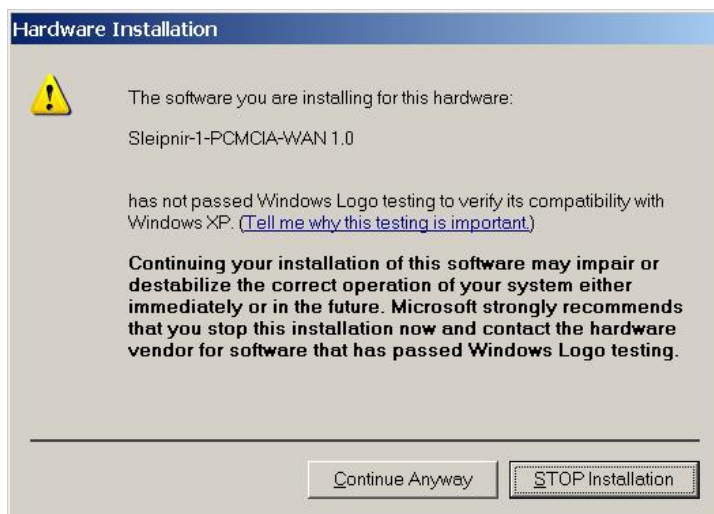 Hardware Installation
The software you are installing for this hardware:
Sleipnir-1-PCMCIA-WAN 1.0
has not passed Windows Logo testing to verify its compatibility with
Windows XP. (Tell me why this testing is important.)
Continuing your installation of this software may impair or
destabilize the correct operation of your system either
immediately or in the future. Microsoft strongly recommends
that you stop this installation now and contact the hardware
vendor for software that has passed Windows Logo testing.
Continue Anyway
STOP Installation